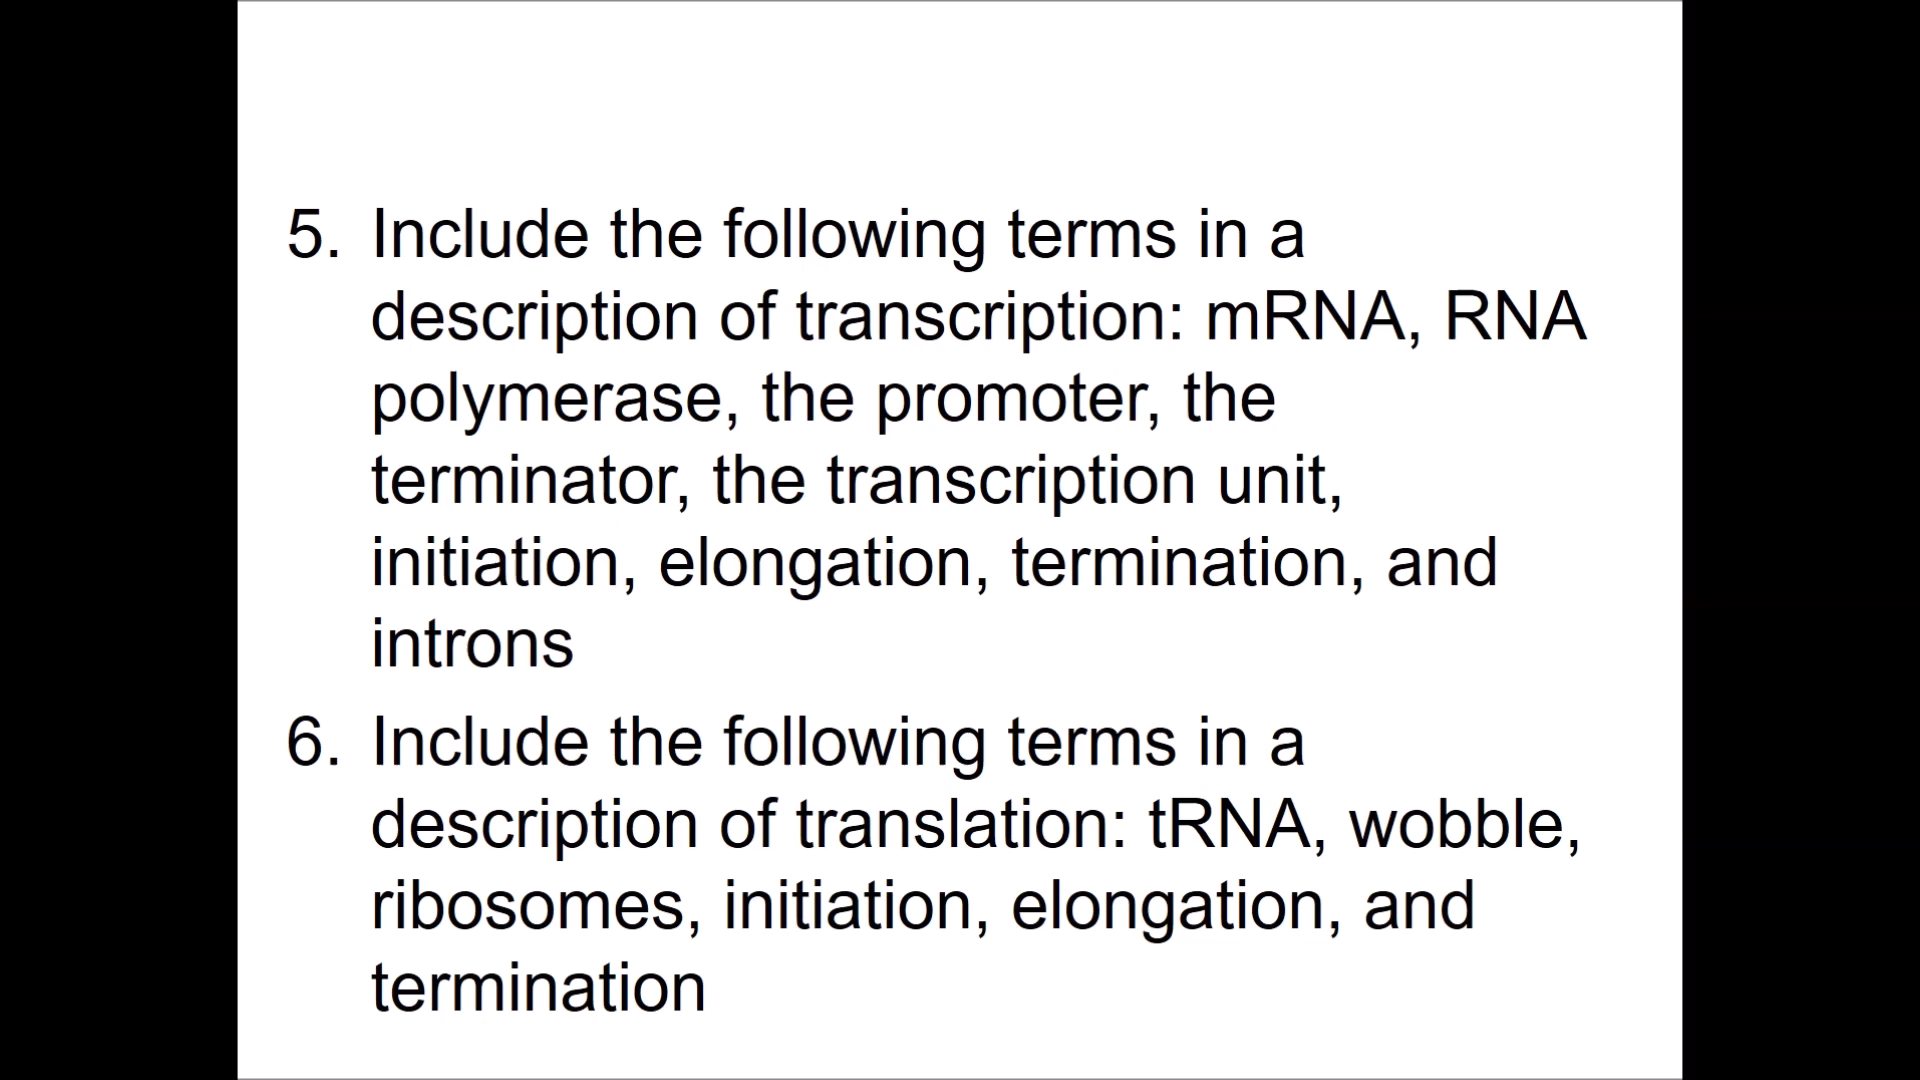 5. Include the following terms in a
description of transcription: mRNA, RNA
polymerase, the promoter, the
terminator, the transcription unit,
initiation, elongation, termination, and
introns
6. Include the following terms in a
description of translation: tRNA, wobble,
ribosomes, initiation, elongation, and
termination